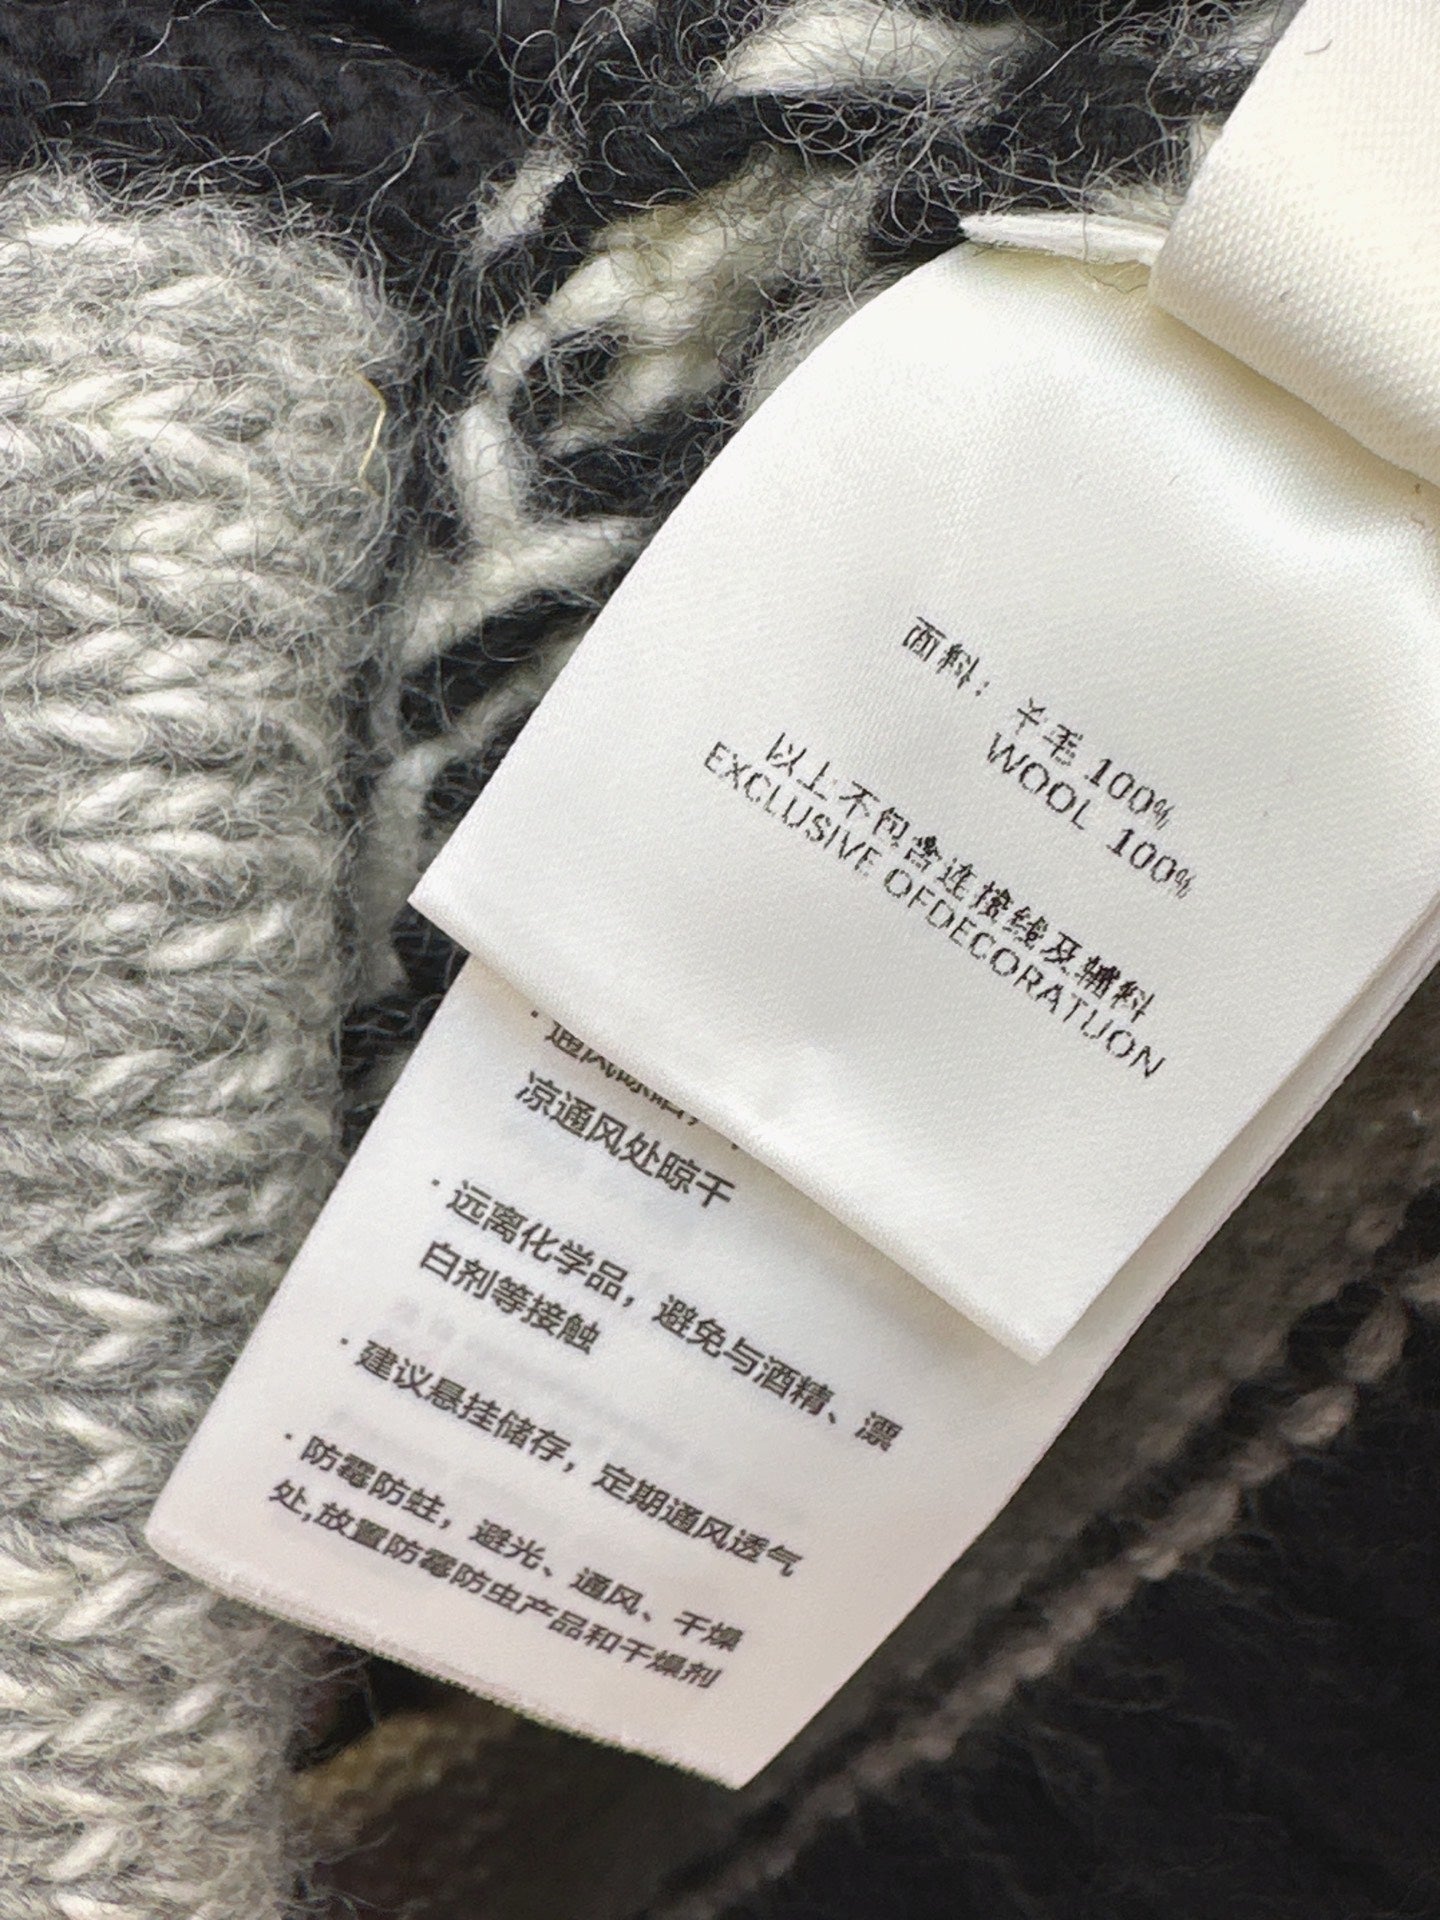 面料：羊毛 100%
WOOL 100%
以上不包含连接线及辅料
EXCLUSIVE OFDECORATUON
·通风晾
凉通风处晾干
·远离化学品，避免与酒精、漂
白剂等接触
·建议悬挂储存，定期通风透气
·防霉防蛀，避光、通风、干燥
处,放置防霉防虫产品和干燥剂